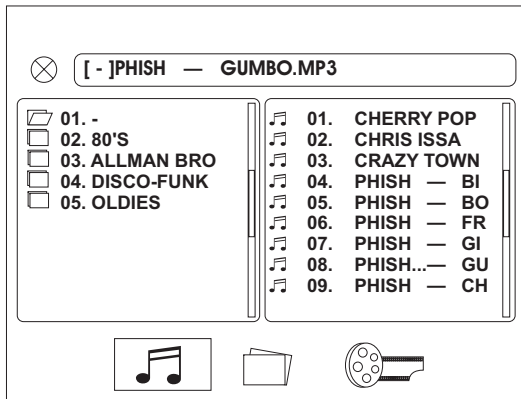 [ - ]PHISH — GUMBO.MP3
01. -
02. 80'S
03. ALLMAN BRO
04. DISCO-FUNK
05. OLDIES
01. CHERRY POP
02. CHRIS ISSA
03. CRAZY TOWN
04. PHISH — BI
05. PHISH — BO
06. PHISH — FR
07. PHISH — GI
08. PHISH...— GU
09. PHISH — CH